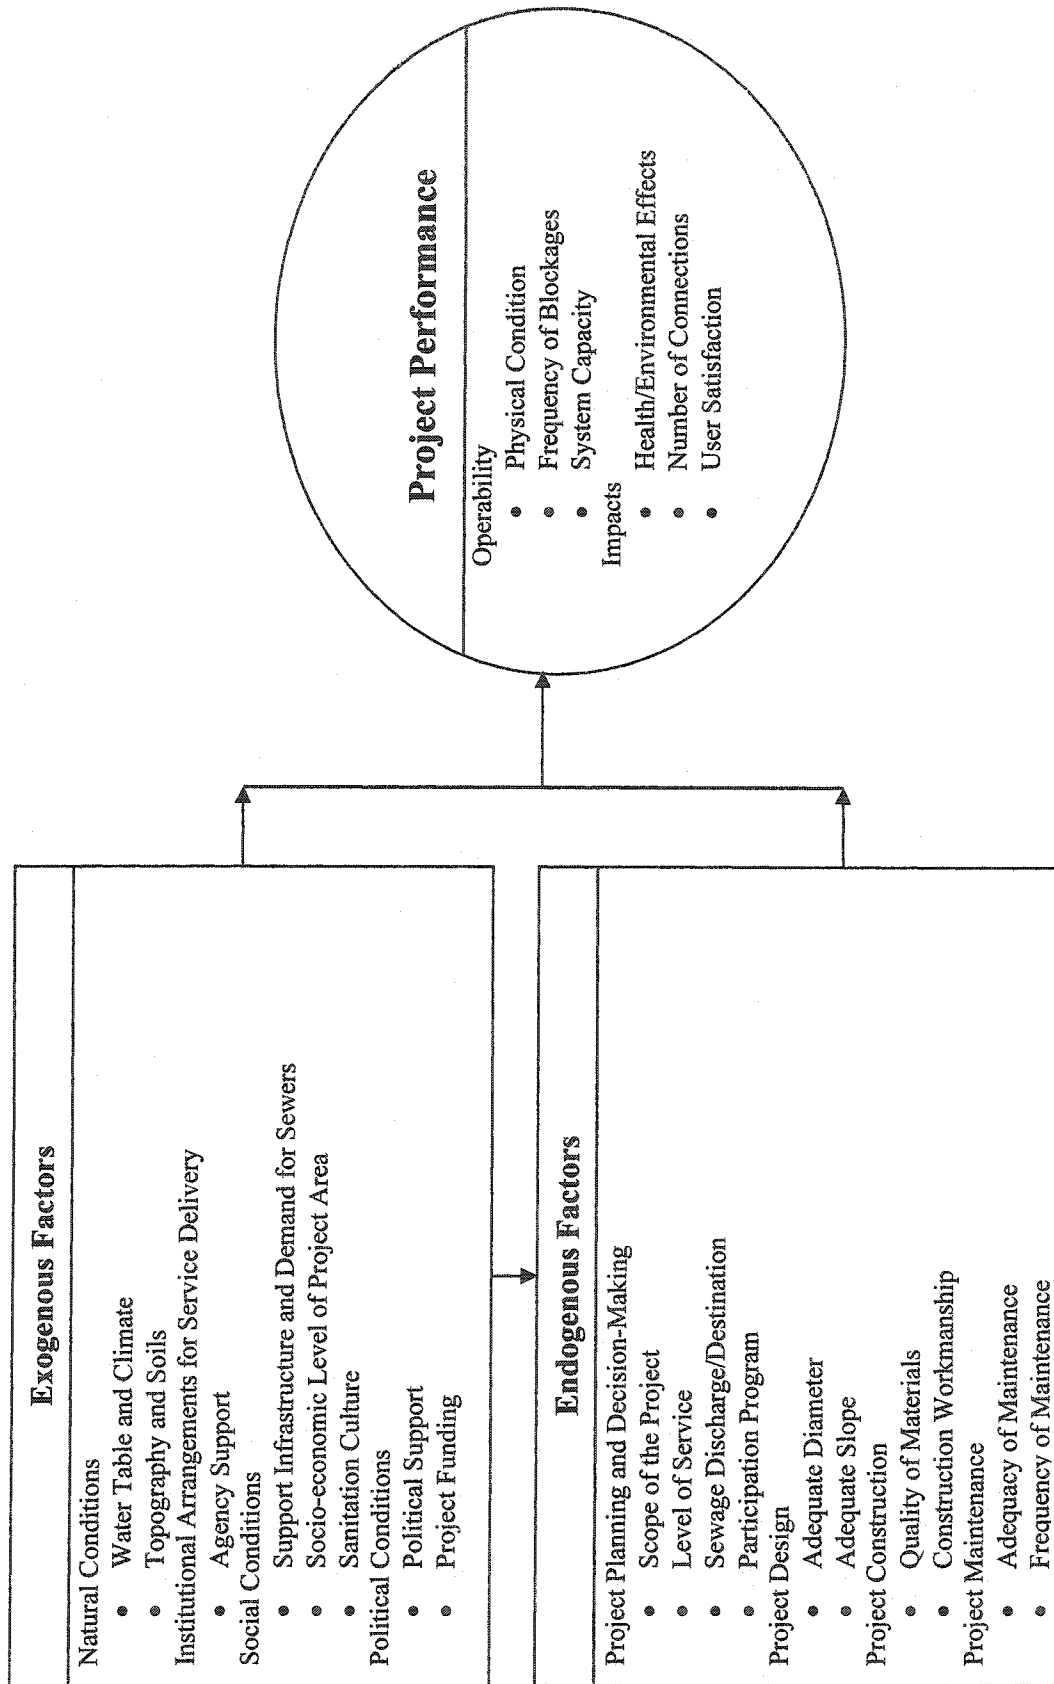 Exogenous Factors
Natural Conditions
• Water Table and Climate
• Topography and Soils
Institutional Arrangements for Service Delivery
• Agency Support
Social Conditions
• Support Infrastructure and Demand for Sewers
• Socio-economic Level of Project Area
• Sanitation Culture
Political Conditions
• Political Support
• Project Funding
Endogenous Factors
Project Planning and Decision-Making
• Scope of the Project
• Level of Service
• Sewage Discharge/Destination
• Participation Program
Project Design
• Adequate Diameter
• Adequate Slope
Project Construction
• Quality of Materials
• Construction Workmanship
Project Maintenance
• Adequacy of Maintenance
• Frequency of Maintenance
Project Performance
Operability
• Physical Condition
• Frequency of Blockages
• System Capacity
Impacts
• Health/Environmental Effects
• Number of Connections
• User Satisfaction